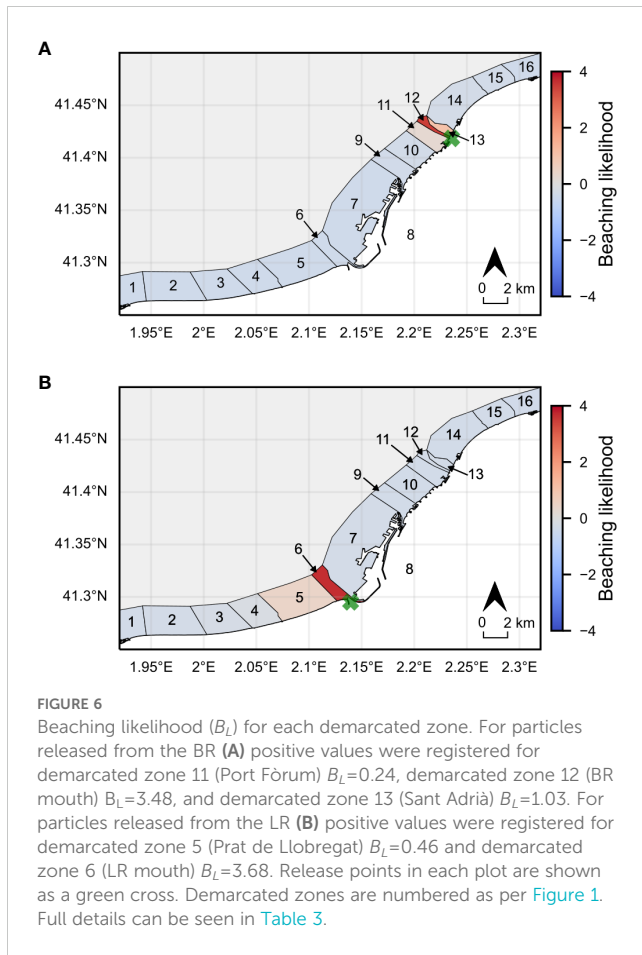 A
41.45°N
41.4°N
41.35°N
41.3°N
1
2
3
4
5
6
7
8
9
10
11
12
13
14
15
16
0 2 km
1.95°E 2°E 2.05°E 2.1°E 2.15°E 2.2°E 2.25°E 2.3°E
4
2
0
−2
−4
Beaching likelihood
B
41.45°N
41.4°N
41.35°N
41.3°N
1
2
3
4
5
6
7
8
9
10
11
12
13
14
15
16
0 2 km
1.95°E 2°E 2.05°E 2.1°E 2.15°E 2.2°E 2.25°E 2.3°E
4
2
0
−2
−4
Beaching likelihood
FIGURE 6
Beaching likelihood (B_L) for each demarcated zone. For particles
released from the BR (A) positive values were registered for
demarcated zone 11 (Port Fòrum) B_L=0.24, demarcated zone 12 (BR
mouth) B_L=3.48, and demarcated zone 13 (Sant Adrià) B_L=1.03. For
particles released from the LR (B) positive values were registered for
demarcated zone 5 (Prat de Llobregat) B_L=0.46 and demarcated
zone 6 (LR mouth) B_L=3.68. Release points in each plot are shown
as a green cross. Demarcated zones are numbered as per Figure 1.
Full details can be seen in Table 3.